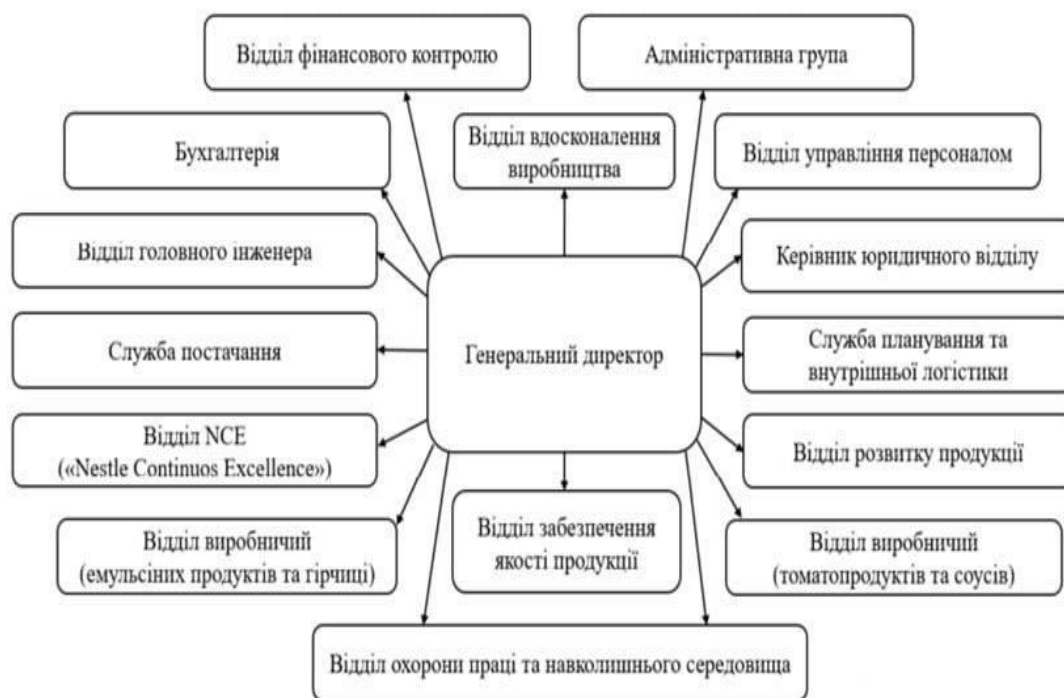 Відділ фінансового контролю
Адміністративна група
Бухгалтерія
Відділ вдосконалення
виробництва
Відділ управління персоналом
Відділ головного інженера
Керівник юридичного відділу
Служба постачання
Генеральний директор
Служба планування та
внутрішньої логістики
Відділ NCE
(«Nestle Continuos Excellence»)
Відділ розвитку продукції
Відділ виробничий
(емульсіних продуктів та гірчиці)
Відділ забезпечення
якості продукції
Відділ виробничий
(томатопродуктів та соусів)
Відділ охорони праці та навколишнього середовища